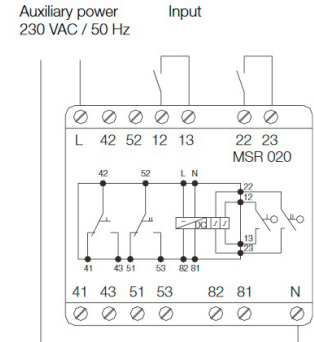 Auxiliary power Input
230 VAC / 50 Hz
L 42 52 12 13 22 23
MSR 020
42 52 L N
22
12
DC
13
23
41 43 51 53 82 81
41 43 51 53 82 81 N